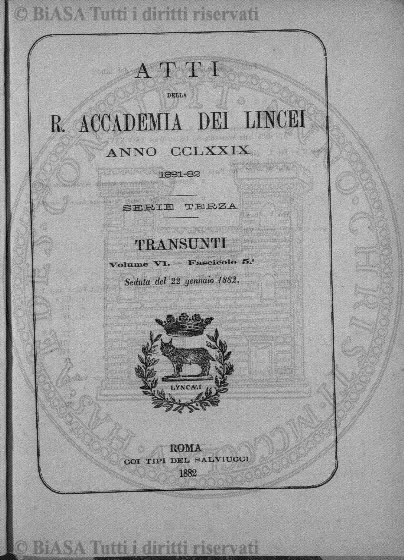 © BiASA Tutti i diritti riservati
ATTI
DELLA
R. ACCADEMIA DEI LINCEI
ANNO CCLXXIX
1881-82
SERIE TERZA
TRANSUNTI
Volume VI. — Fascicolo 5.°
Seduta del 22 gennaio 1882.
LYNCAEI
ROMA
COI TIPI DEL SALVIUCCI
1882
© BiASA Tutti i diritti riservati